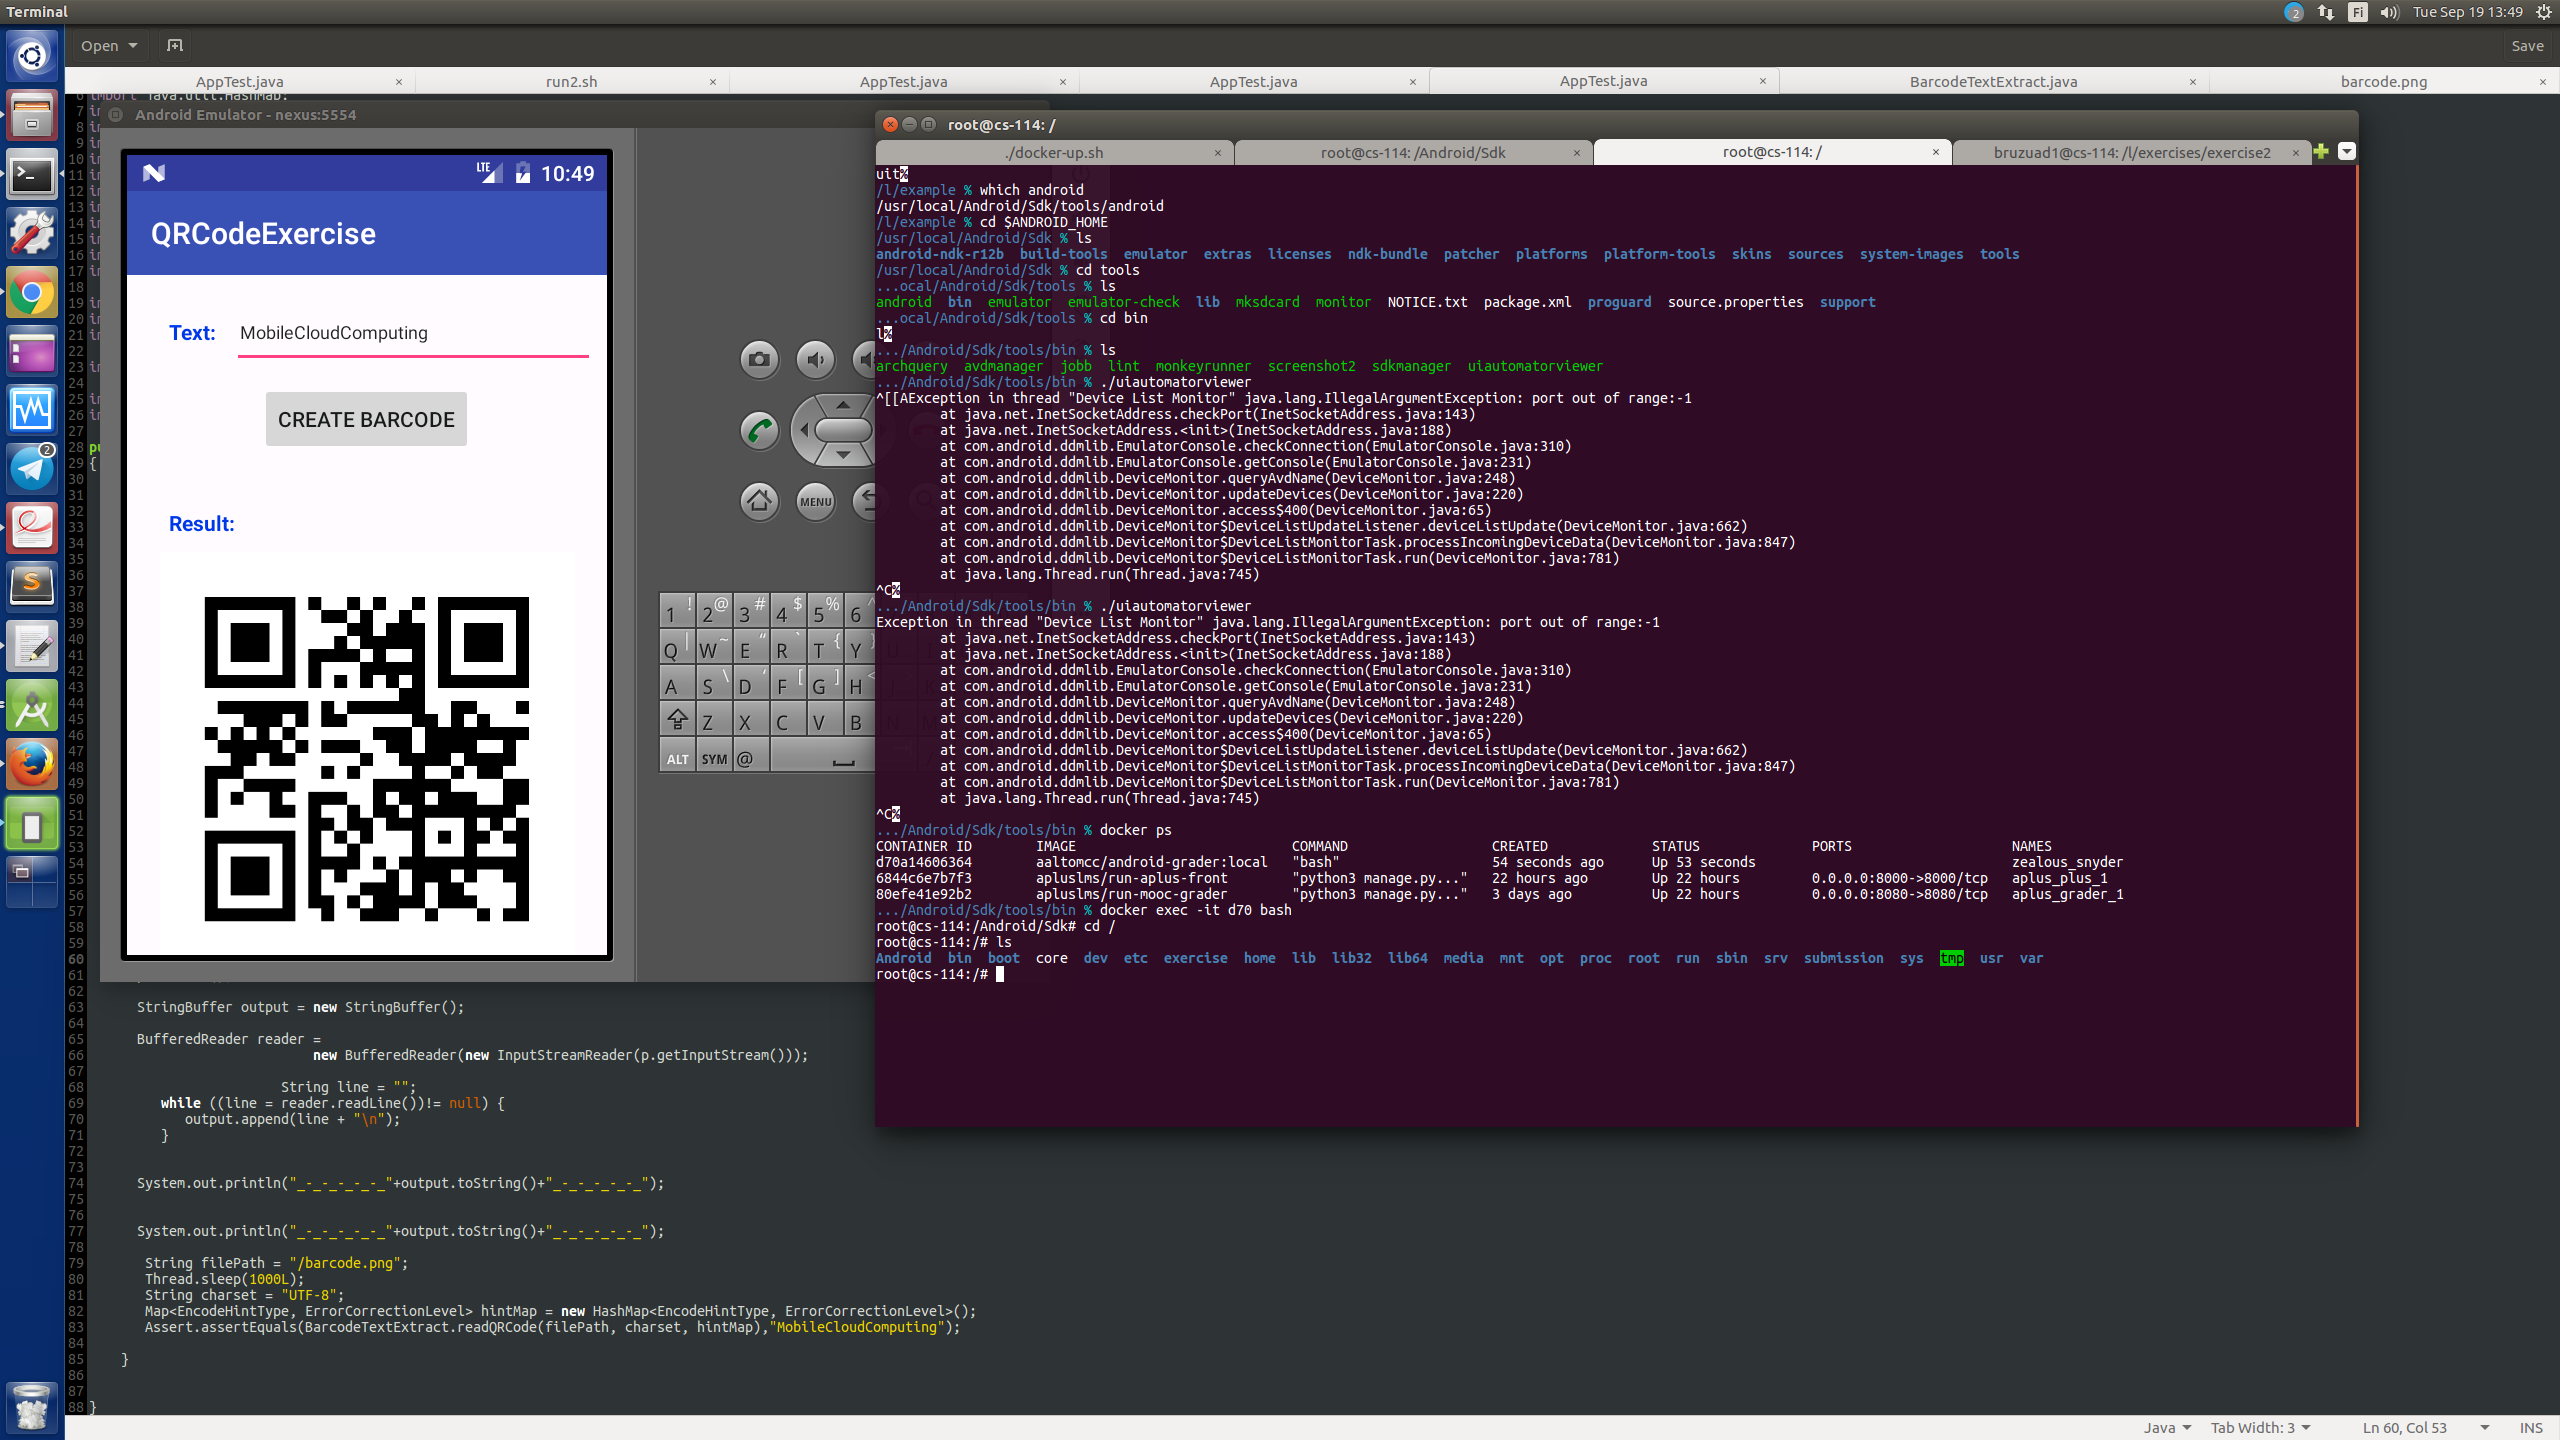 Terminal
2
Fi
Tue Sep 19 13:49
Open
Save
AppTest.java
run2.sh
AppTest.java
AppTest.java
AppTest.java
BarcodeTextExtract.java
barcode.png
Android Emulator - nexus:5554
LTE
10:49
QRCodeExercise
Text: MobileCloudComputing
CREATE BARCODE
Result:
MENU
1 ! 2 @ 3 # 4 $ 5 % 6
Q | W ~ E “ R ` T { Y
A S \ D ‘ F [ G ] H <
Z X C V B
ALT SYM @
root@cs-114: /
./docker-up.sh
root@cs-114: /Android/Sdk
root@cs-114: /
bruzuad1@cs-114: /l/exercises/exercise2
uit%
/l/example % which android
/usr/local/Android/Sdk/tools/android
/l/example % cd $ANDROID_HOME
/usr/local/Android/Sdk % ls
android-ndk-r12b build-tools emulator extras licenses ndk-bundle patcher platforms platform-tools skins sources system-images tools
/usr/local/Android/Sdk % cd tools
...ocal/Android/Sdk/tools % ls
android bin emulator emulator-check lib mksdcard monitor NOTICE.txt package.xml proguard source.properties support
...ocal/Android/Sdk/tools % cd bin
l%
.../Android/Sdk/tools/bin % ls
archquery avdmanager jobb lint monkeyrunner screenshot2 sdkmanager uiautomatorviewer
.../Android/Sdk/tools/bin % ./uiautomatorviewer
^[[AException in thread "Device List Monitor" java.lang.IllegalArgumentException: port out of range:-1
at java.net.InetSocketAddress.checkPort(InetSocketAddress.java:143)
at java.net.InetSocketAddress.<init>(InetSocketAddress.java:188)
at com.android.ddmlib.EmulatorConsole.checkConnection(EmulatorConsole.java:310)
at com.android.ddmlib.EmulatorConsole.getConsole(EmulatorConsole.java:231)
at com.android.ddmlib.DeviceMonitor.queryAvdName(DeviceMonitor.java:248)
at com.android.ddmlib.DeviceMonitor.updateDevices(DeviceMonitor.java:220)
at com.android.ddmlib.DeviceMonitor.access$400(DeviceMonitor.java:65)
at com.android.ddmlib.DeviceMonitor$DeviceListUpdateListener.deviceListUpdate(DeviceMonitor.java:662)
at com.android.ddmlib.DeviceMonitor$DeviceListMonitorTask.processIncomingDeviceData(DeviceMonitor.java:847)
at com.android.ddmlib.DeviceMonitor$DeviceListMonitorTask.run(DeviceMonitor.java:781)
at java.lang.Thread.run(Thread.java:745)
^C%
.../Android/Sdk/tools/bin % ./uiautomatorviewer
Exception in thread "Device List Monitor" java.lang.IllegalArgumentException: port out of range:-1
at java.net.InetSocketAddress.checkPort(InetSocketAddress.java:143)
at java.net.InetSocketAddress.<init>(InetSocketAddress.java:188)
at com.android.ddmlib.EmulatorConsole.checkConnection(EmulatorConsole.java:310)
at com.android.ddmlib.EmulatorConsole.getConsole(EmulatorConsole.java:231)
at com.android.ddmlib.DeviceMonitor.queryAvdName(DeviceMonitor.java:248)
at com.android.ddmlib.DeviceMonitor.updateDevices(DeviceMonitor.java:220)
at com.android.ddmlib.DeviceMonitor.access$400(DeviceMonitor.java:65)
at com.android.ddmlib.DeviceMonitor$DeviceListUpdateListener.deviceListUpdate(DeviceMonitor.java:662)
at com.android.ddmlib.DeviceMonitor$DeviceListMonitorTask.processIncomingDeviceData(DeviceMonitor.java:847)
at com.android.ddmlib.DeviceMonitor$DeviceListMonitorTask.run(DeviceMonitor.java:781)
at java.lang.Thread.run(Thread.java:745)
^C%
.../Android/Sdk/tools/bin % docker ps
CONTAINER ID IMAGE COMMAND CREATED STATUS PORTS NAMES
d70a14606364 aaltomcc/android-grader:local "bash" 54 seconds ago Up 53 seconds zealous_snyder
6844c6e7b7f3 apluslms/run-aplus-front "python3 manage.py..." 22 hours ago Up 22 hours 0.0.0.0:8000->8000/tcp aplus_plus_1
80efe41e92b2 apluslms/run-mooc-grader "python3 manage.py..." 3 days ago Up 22 hours 0.0.0.0:8080->8080/tcp aplus_grader_1
.../Android/Sdk/tools/bin % docker exec -it d70 bash
root@cs-114:/Android/Sdk# cd /
root@cs-114:/# ls
Android bin boot core dev etc exercise home lib lib32 lib64 media mnt opt proc root run sbin srv submission sys tmp usr var
root@cs-114:/#
62
63 StringBuffer output = new StringBuffer();
64
65 BufferedReader reader =
66 new BufferedReader(new InputStreamReader(p.getInputStream()));
67
68 String line = "";
69 while ((line = reader.readLine())!= null) {
70 output.append(line + "\n");
71 }
72
73
74 System.out.println("_-_-_-_-_-_"+output.toString()+"_-_-_-_-_-_");
75
76
77 System.out.println("_-_-_-_-_-_"+output.toString()+"_-_-_-_-_-_");
78
79 String filePath = "/barcode.png";
80 Thread.sleep(1000L);
81 String charset = "UTF-8";
82 Map<EncodeHintType, ErrorCorrectionLevel> hintMap = new HashMap<EncodeHintType, ErrorCorrectionLevel>();
83 Assert.assertEquals(BarcodeTextExtract.readQRCode(filePath, charset, hintMap),"MobileCloudComputing");
84
85 }
86
87
88 }
Java
Tab Width: 3
Ln 60, Col 53
INS